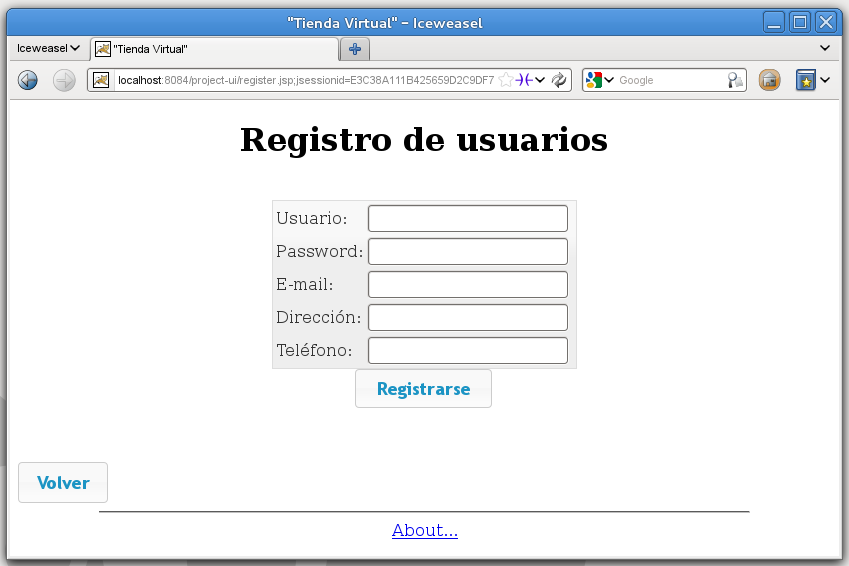 "Tienda Virtual" - Iceweasel
Iceweasel
"Tienda Virtual"
localhost:8084/project-ui/register.jsp;jsessionid=E3C38A111B425659D2C9DF7
Google
Registro de usuarios
Usuario:
Password:
E-mail:
Dirección:
Teléfono:
Registrarse
Volver
About...